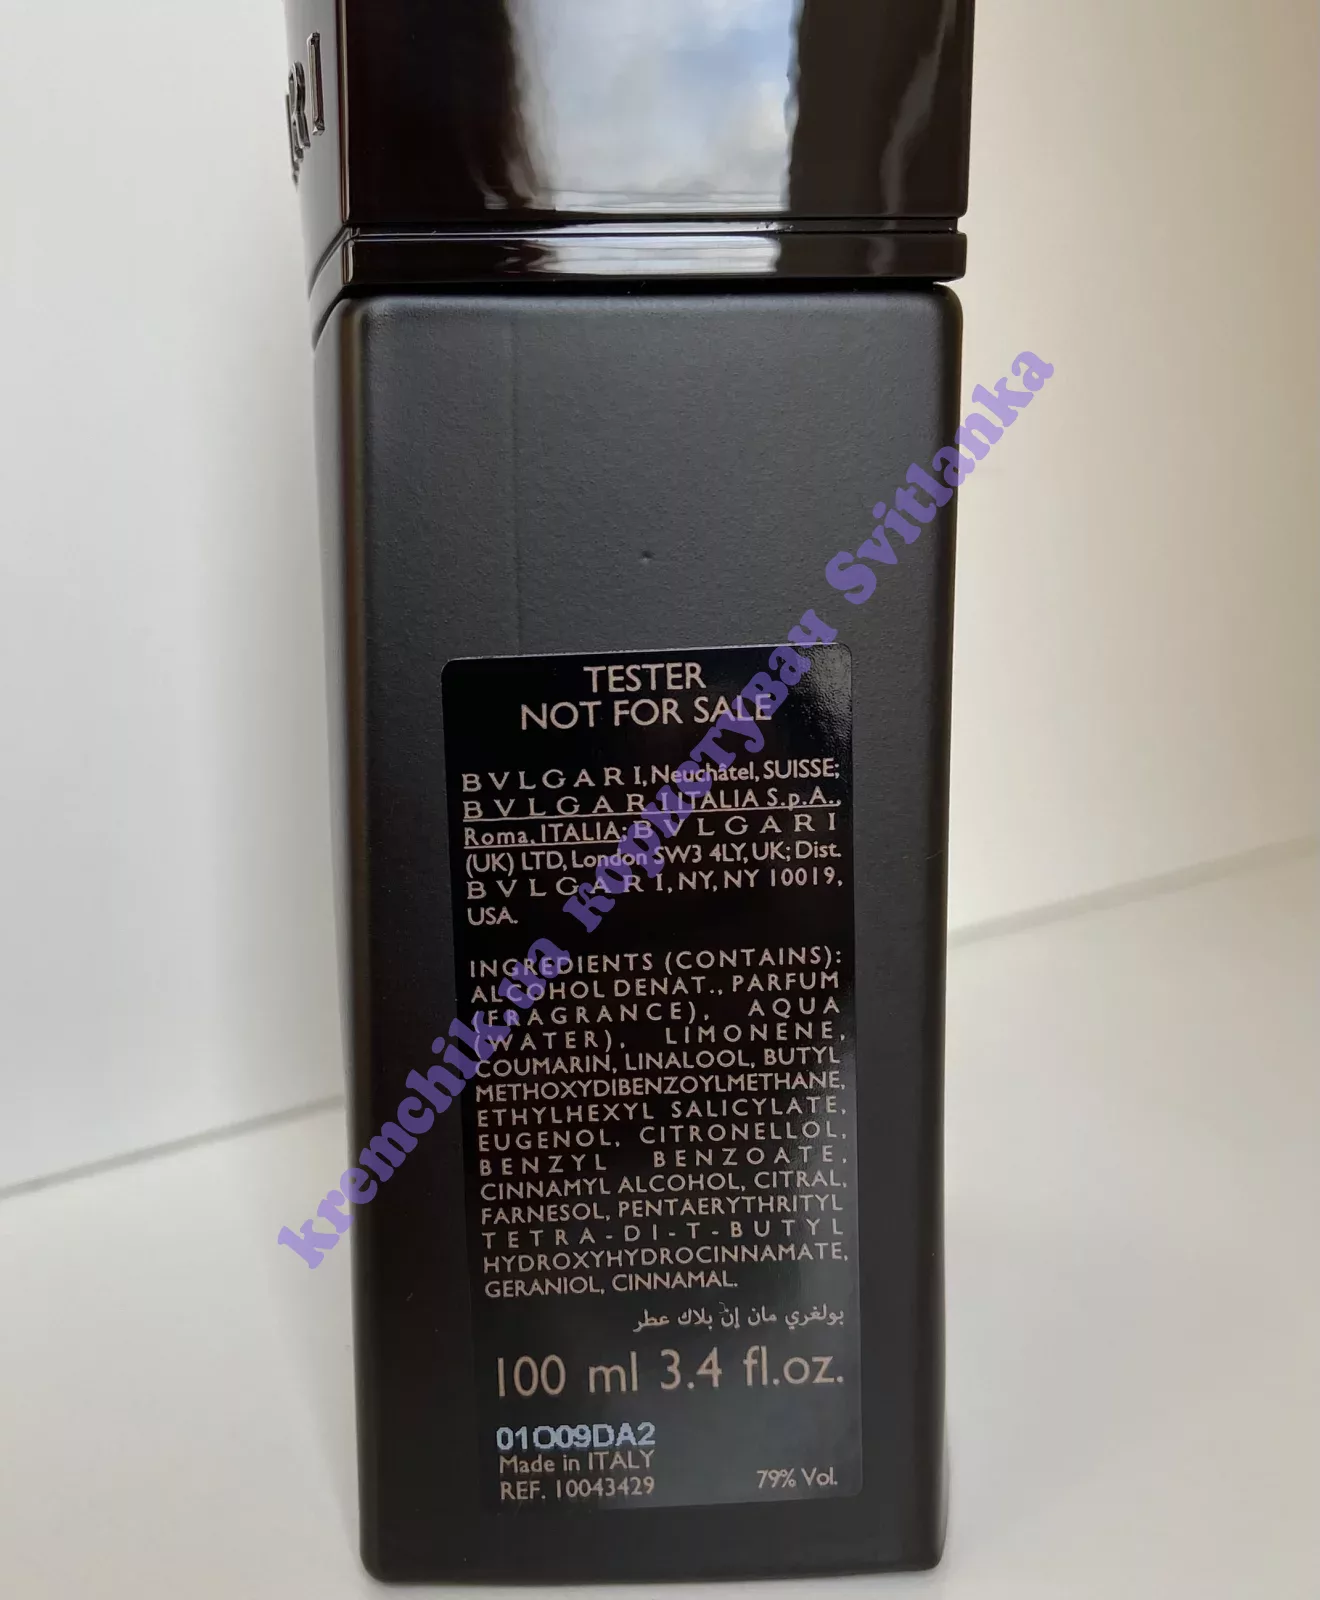 RI
TESTER
NOT FOR SALE
BVLGARI, Neuchâtel, SUISSE;
BVLGARI ITALIA S.p.A.,
Roma, ITALIA; BVLGARI
(UK) LTD, London SW3 4LY, UK; Dist.
BVLGARI, NY, NY 10019,
USA.
INGREDIENTS (CONTAINS):
ALCOHOL DENAT., PARFUM
(FRAGRANCE), AQUA
(WATER), LIMONENE,
COUMARIN, LINALOOL, BUTYL
METHOXYDIBENZOYLMETHANE,
ETHYLHEXYL SALICYLATE,
EUGENOL, CITRONELLOL,
BENZYL BENZOATE,
CINNAMYL ALCOHOL, CITRAL,
FARNESOL, PENTAERYTHRITYL
TETRA-DI-T-BUTYL
HYDROXYHYDROCINNAMATE,
GERANIOL, CINNAMAL.
بولغري مان إن بلاك عطر
100 ml 3.4 fl.oz.
01O09DA2
Made in ITALY
REF. 10043429 79% Vol.
kremchik.ua користувач Svitlanka